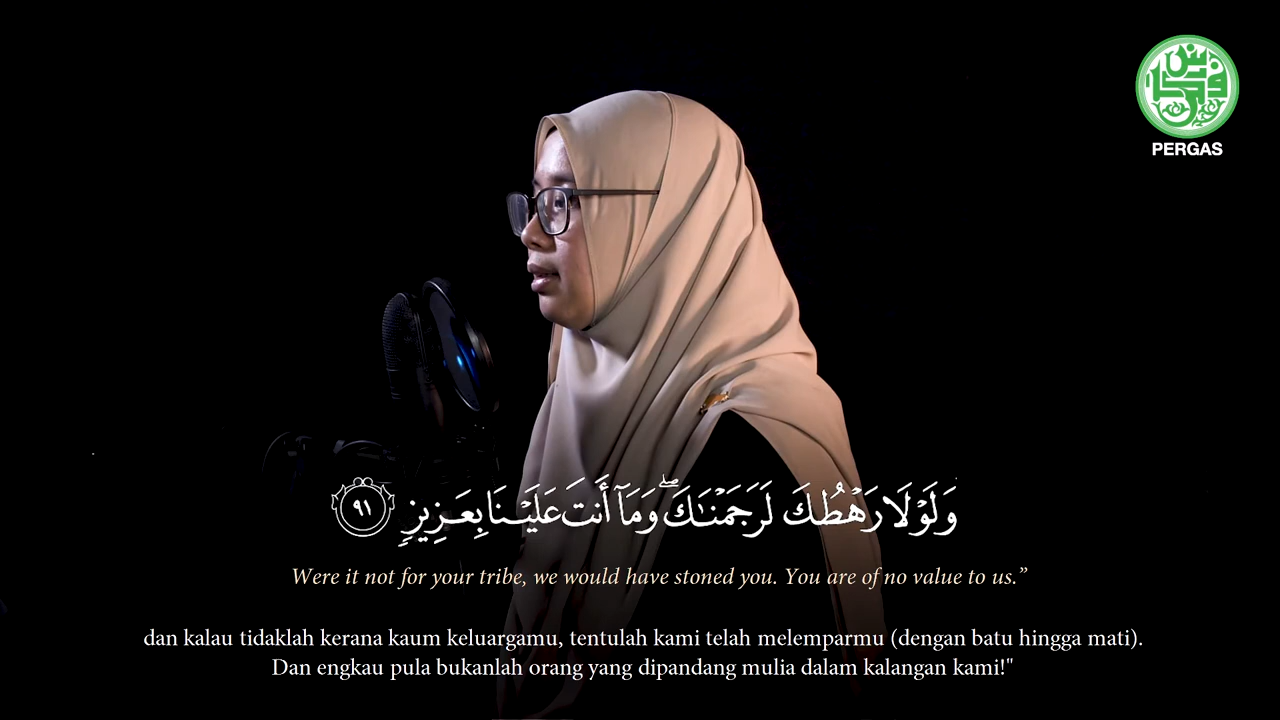 فركاس
PERGAS
وَلَوْلَا رَهْطُكَ لَرَجَمْنَٰكَ ۖ وَمَآ أَنتَ عَلَيْنَا بِعَزِيزٍ ٩١
Were it not for your tribe, we would have stoned you. You are of no value to us.”
dan kalau tidaklah kerana kaum keluargamu, tentulah kami telah melemparmu (dengan batu hingga mati).
Dan engkau pula bukanlah orang yang dipandang mulia dalam kalangan kami!"